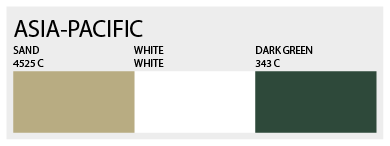 ASIA-PACIFIC
SAND WHITE DARK GREEN
4525 C WHITE 343 C